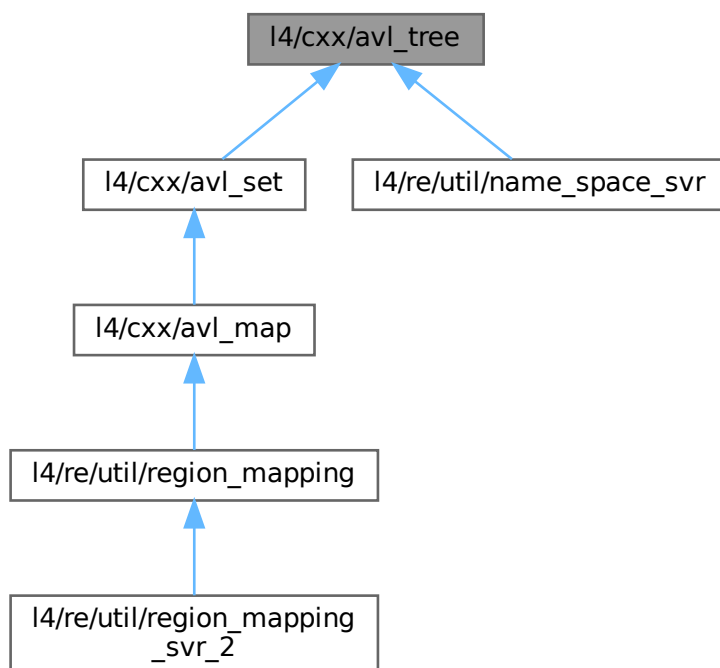 l4/cxx/avl_tree
l4/cxx/avl_set
l4/re/util/name_space_svr
l4/cxx/avl_map
l4/re/util/region_mapping
l4/re/util/region_mapping
_svr_2